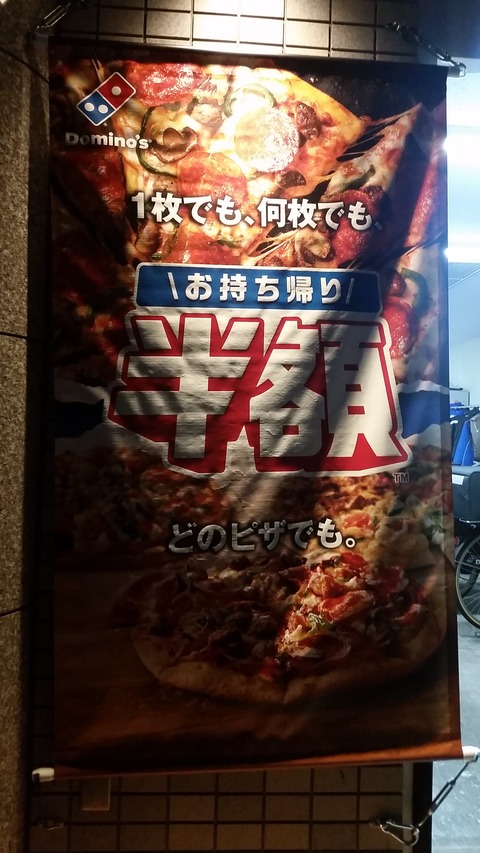 Domino's
1枚でも、何枚でも、
\お持ち帰り/
半額
TM
どのピザでも。